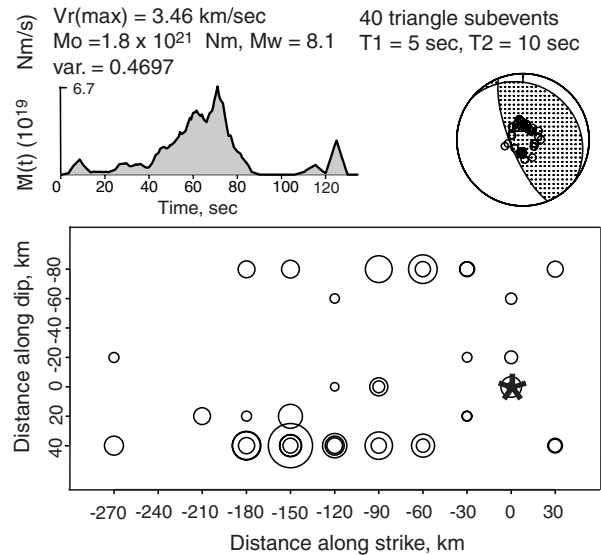 Vr(max) = 3.46 km/sec
Mo =1.8 x 10²¹ Nm, Mw = 8.1
var. = 0.4697
40 triangle subevents
T1 = 5 sec, T2 = 10 sec
Ṁ(t) (10¹⁹ Nm/s)
6.7
0 20 40 60 80 100 120
Time, sec
Distance along dip, km
-80
-60
-40
-20
0
20
40
-270 -240 -210 -180 -150 -120 -90 -60 -30 0 30
Distance along strike, km